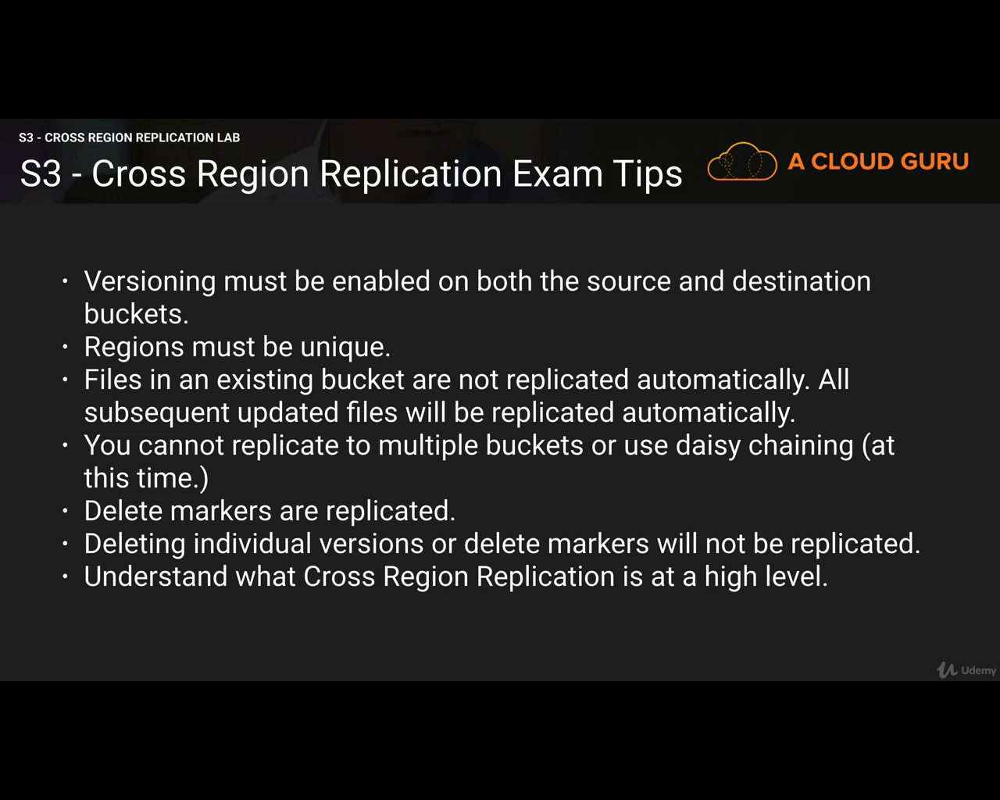 S3 - CROSS REGION REPLICATION LAB
S3 - Cross Region Replication Exam Tips
A CLOUD GURU
• Versioning must be enabled on both the source and destination
buckets.
• Regions must be unique.
• Files in an existing bucket are not replicated automatically. All
subsequent updated files will be replicated automatically.
• You cannot replicate to multiple buckets or use daisy chaining (at
this time.)
• Delete markers are replicated.
• Deleting individual versions or delete markers will not be replicated.
• Understand what Cross Region Replication is at a high level.
Udemy